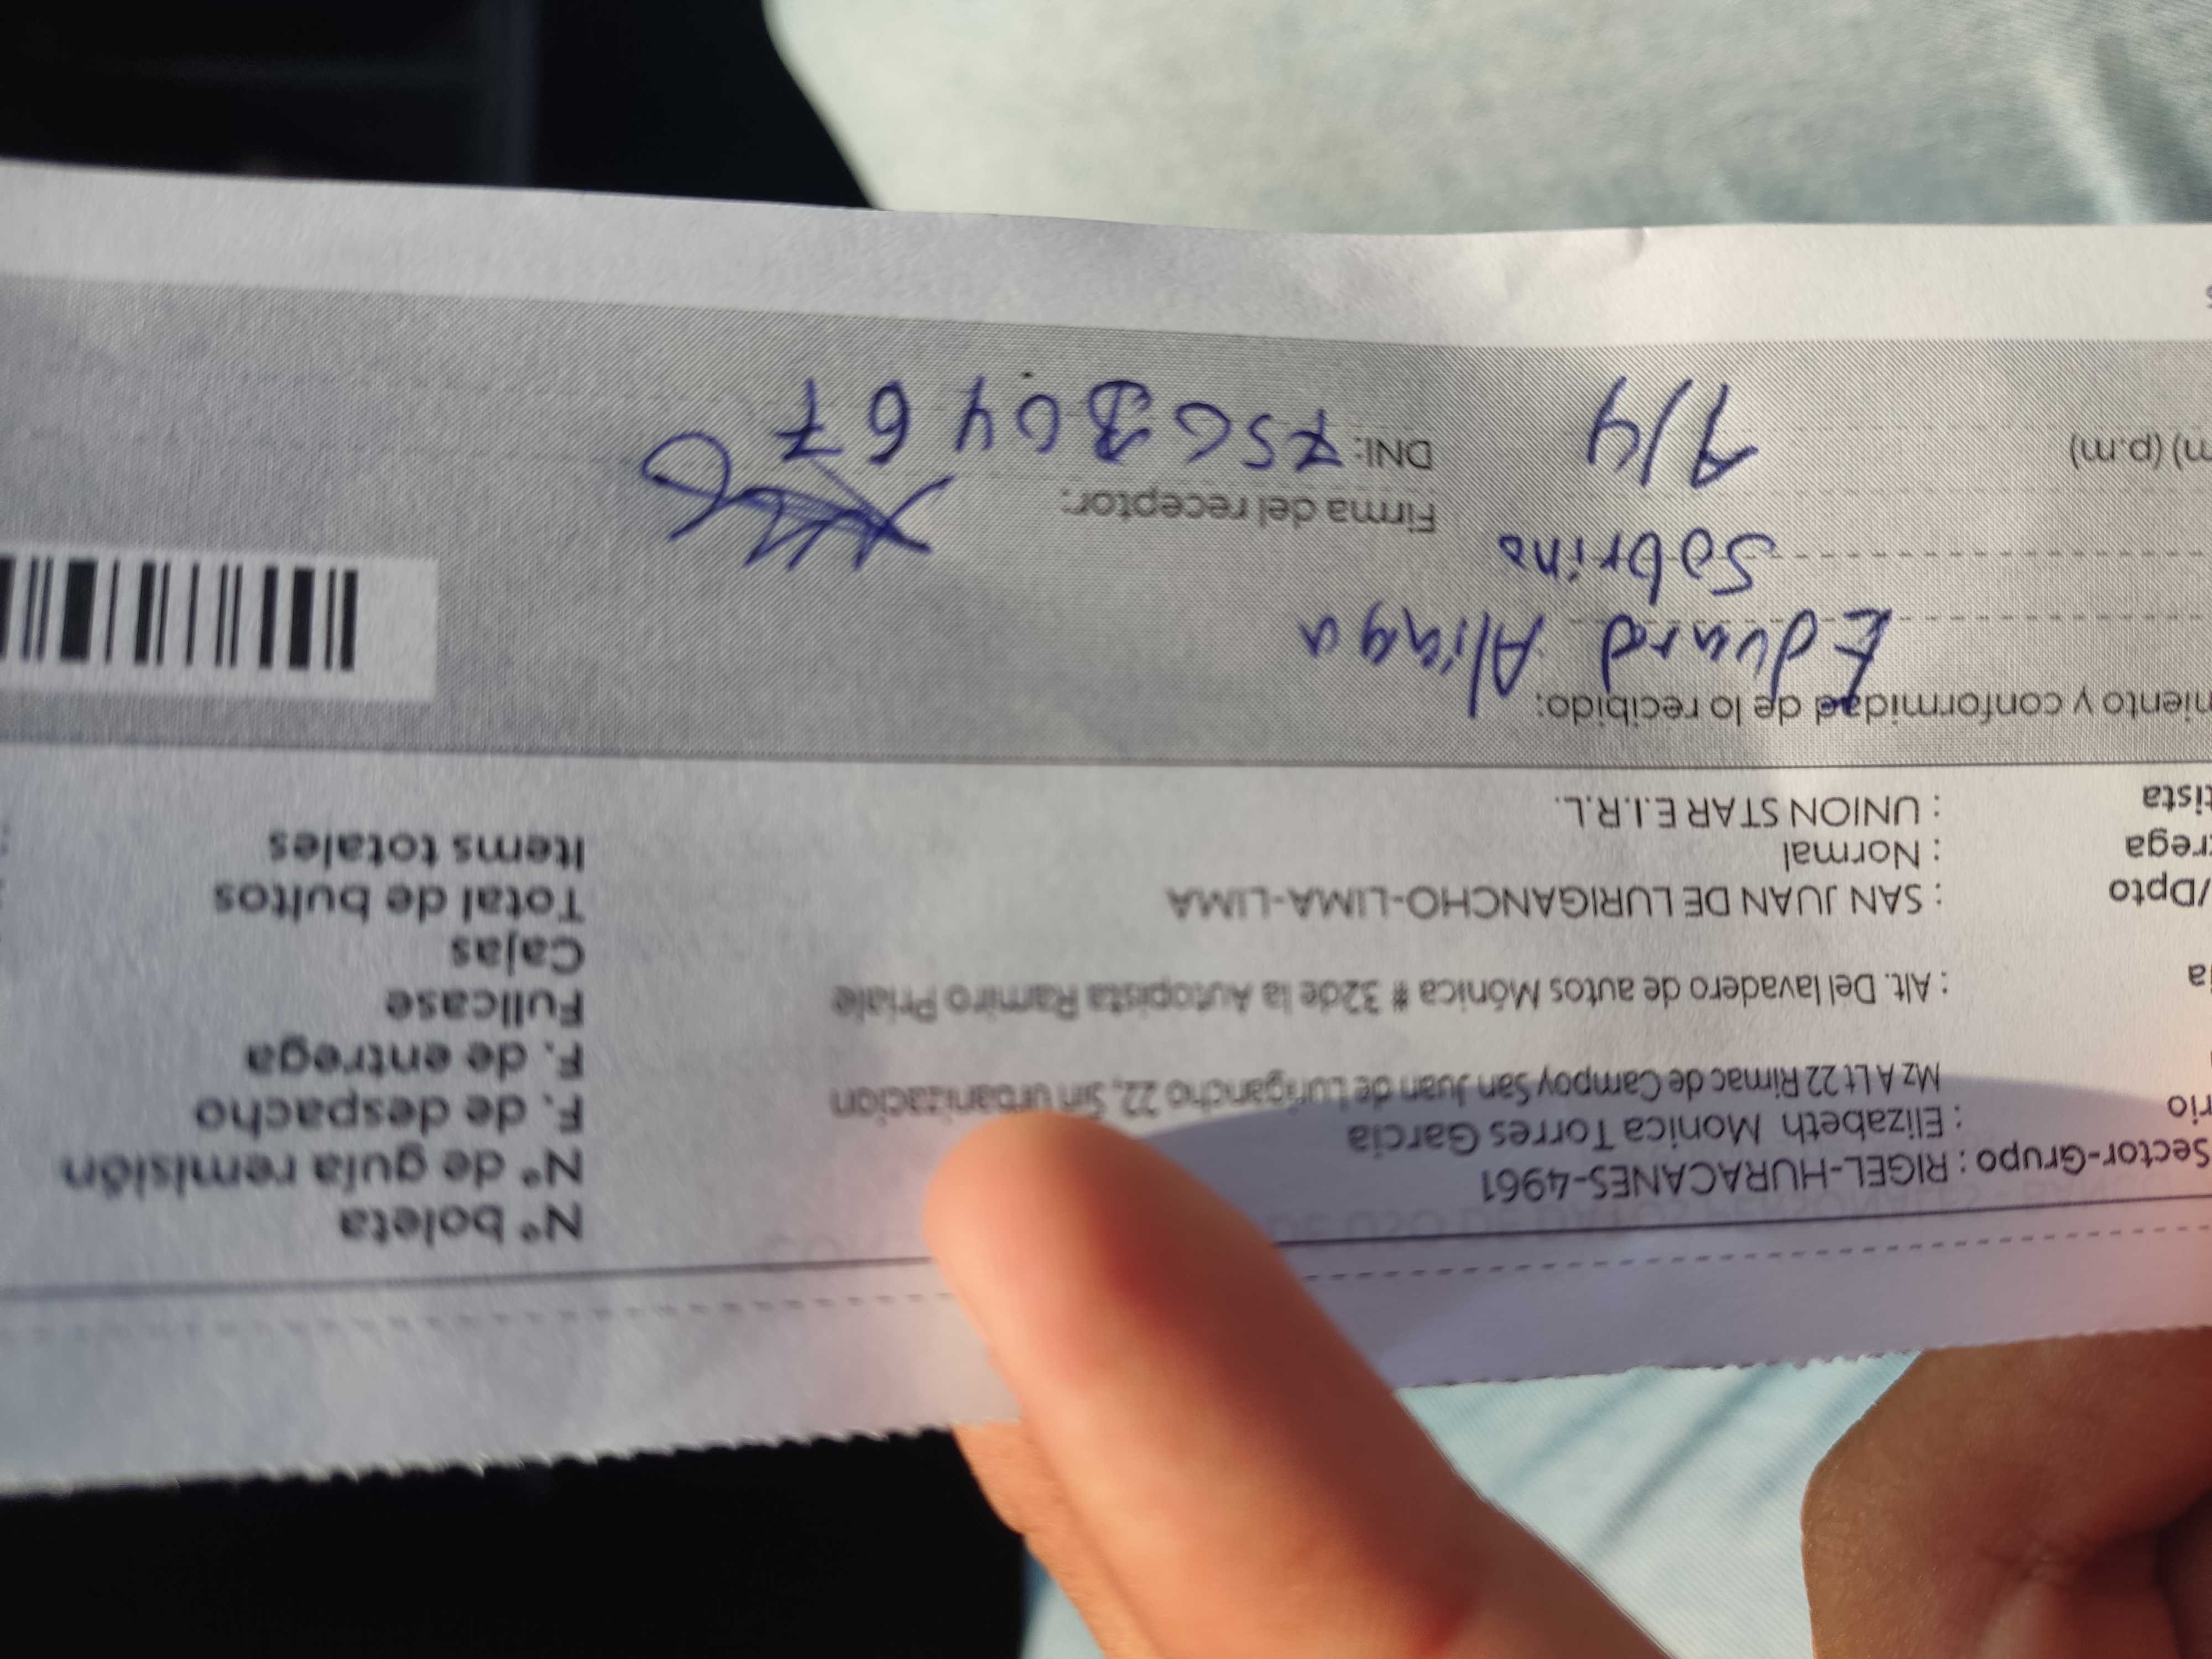 Sector-Grupo : RIGEL-HURACANES-4961
rio : Elizabeth Monica Torres Garcia
Mz A Lt 22 Rimac de Campoy San Juan de Lurigancho 22, Sin urbanizacion
ia : Alt. Del lavadero de autos Mónica # 32de la Autopista Ramiro Priale
/Dpto : SAN JUAN DE LURIGANCHO-LIMA-LIMA
rega : Normal
tista : UNION STAR E.I.R.L.
N° boleta
N° de guía remisión
F. de despacho
F. de entrega
Fullcase
Cajas
Total de bultos
Items totales
miento y conformidad de lo recibido:
Eduard Aliaga
Sobrino
m) (p.m)
9/4
Firma del receptor:
DNI: